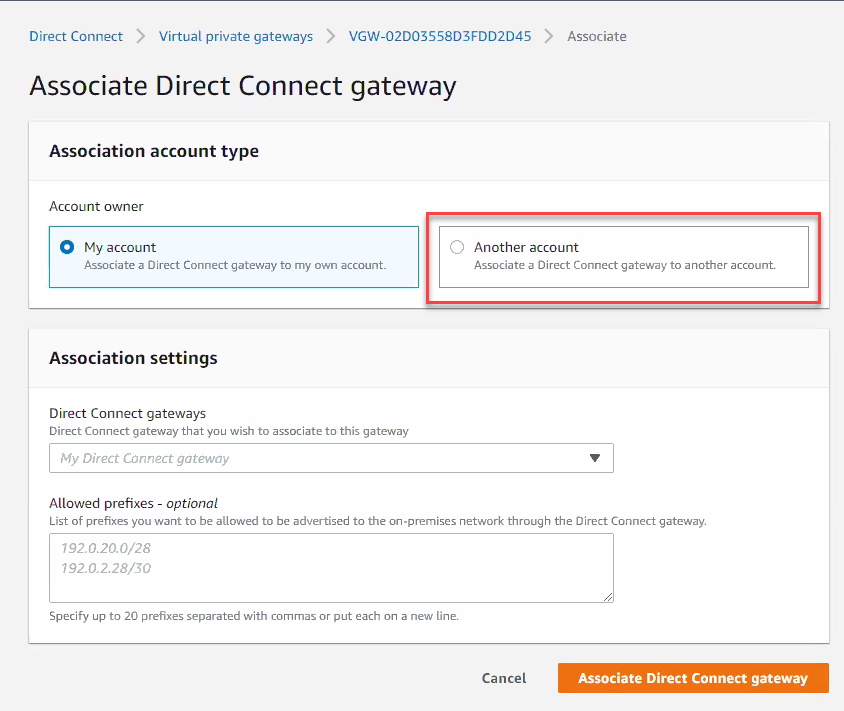 Direct Connect > Virtual private gateways > VGW-02D03558D3FDD2D45 > Associate
Associate Direct Connect gateway
Association account type
Account owner
My account
Associate a Direct Connect gateway to my own account.
Another account
Associate a Direct Connect gateway to another account.
Association settings
Direct Connect gateways
Direct Connect gateway that you wish to associate to this gateway
My Direct Connect gateway
Allowed prefixes - optional
List of prefixes you want to be allowed to be advertised to the on-premises network through the Direct Connect gateway.
192.0.20.0/28
192.0.2.28/30
Specify up to 20 prefixes separated with commas or put each on a new line.
Cancel
Associate Direct Connect gateway